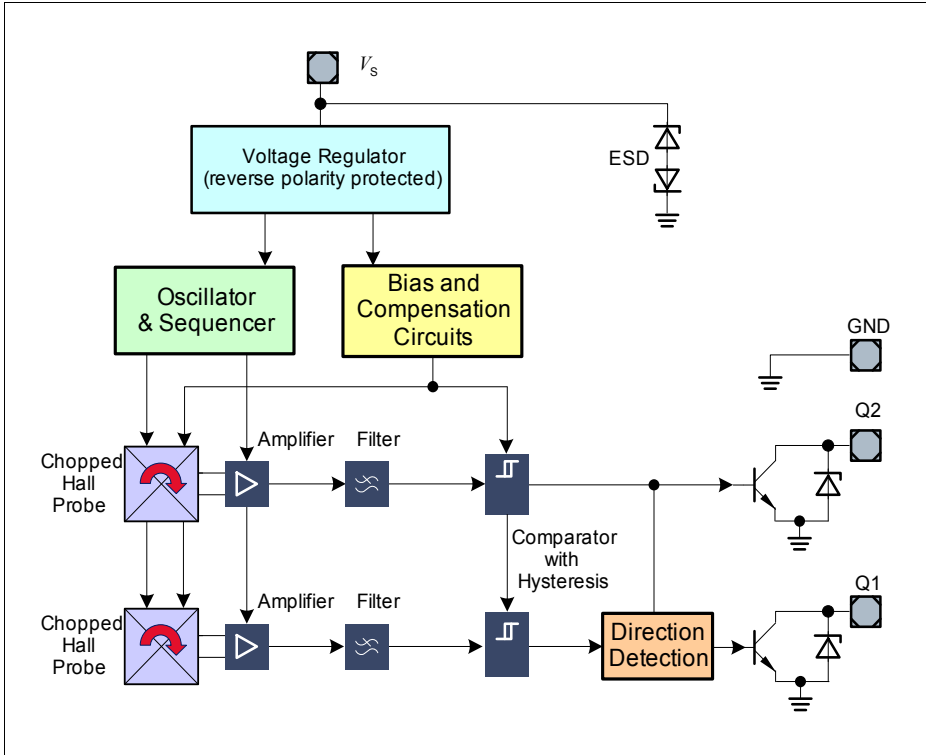 VS
Voltage Regulator
(reverse polarity protected)
ESD
Oscillator
& Sequencer
Bias and
Compensation
Circuits
GND
Q2
Amplifier
Filter
Chopped
Hall
Probe
Comparator
with
Hysteresis
Q1
Amplifier
Filter
Chopped
Hall
Probe
Direction
Detection